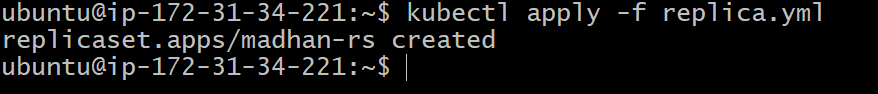 ubuntu@ip-172-31-34-221:~$ kubectl apply -f replica.yml
replicaset.apps/madhan-rs created
ubuntu@ip-172-31-34-221:~$